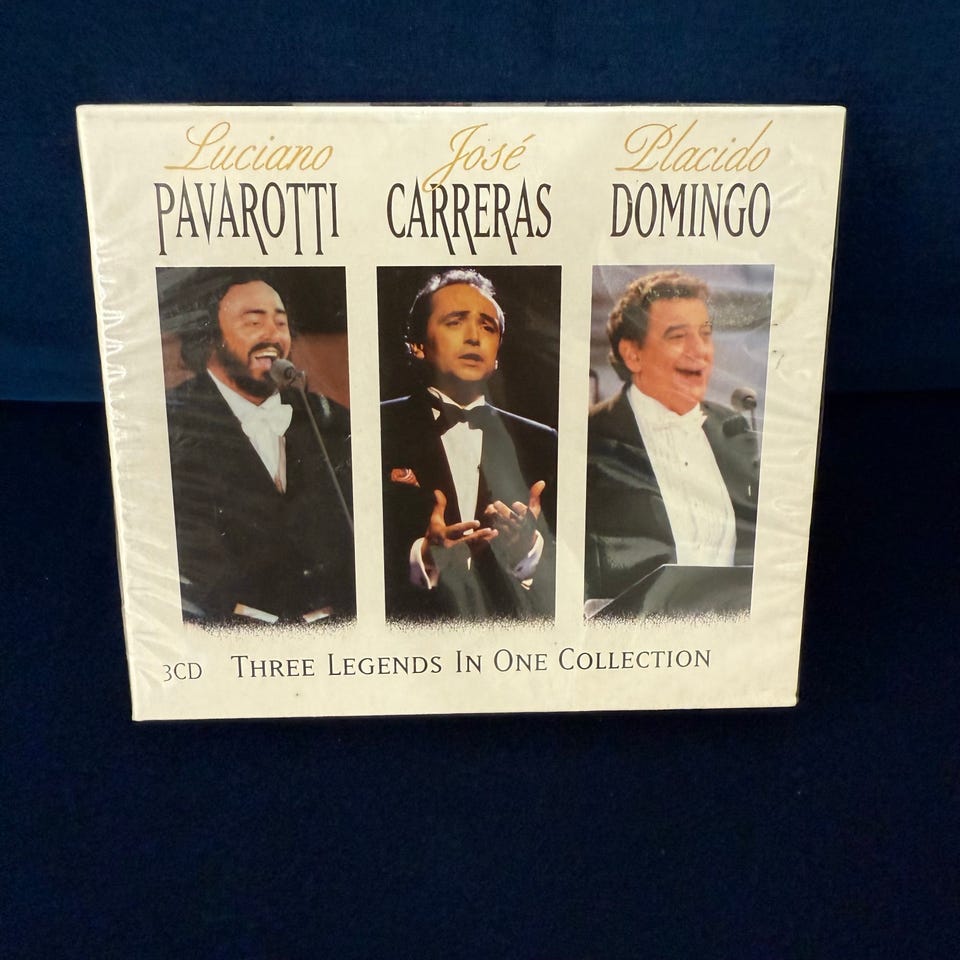 Luciano José Placido
PAVAROTTI CARRERAS DOMINGO
3CD THREE LEGENDS IN ONE COLLECTION